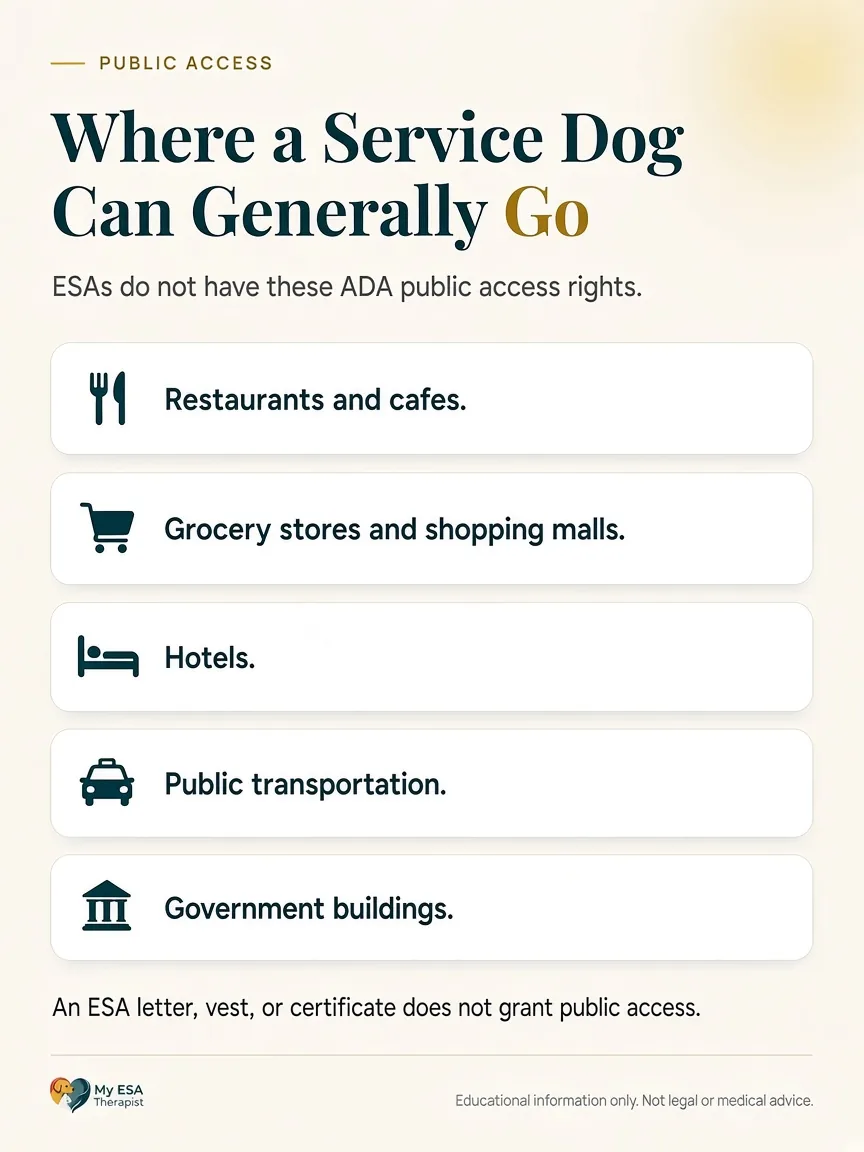 PUBLIC ACCESS
Where a Service Dog
Can Generally Go
ESAs do not have these ADA public access rights.
Restaurants and cafes.
Grocery stores and shopping malls.
Hotels.
Public transportation.
Government buildings.
An ESA letter, vest, or certificate does not grant public access.
My ESA
Therapist
Educational information only. Not legal or medical advice.